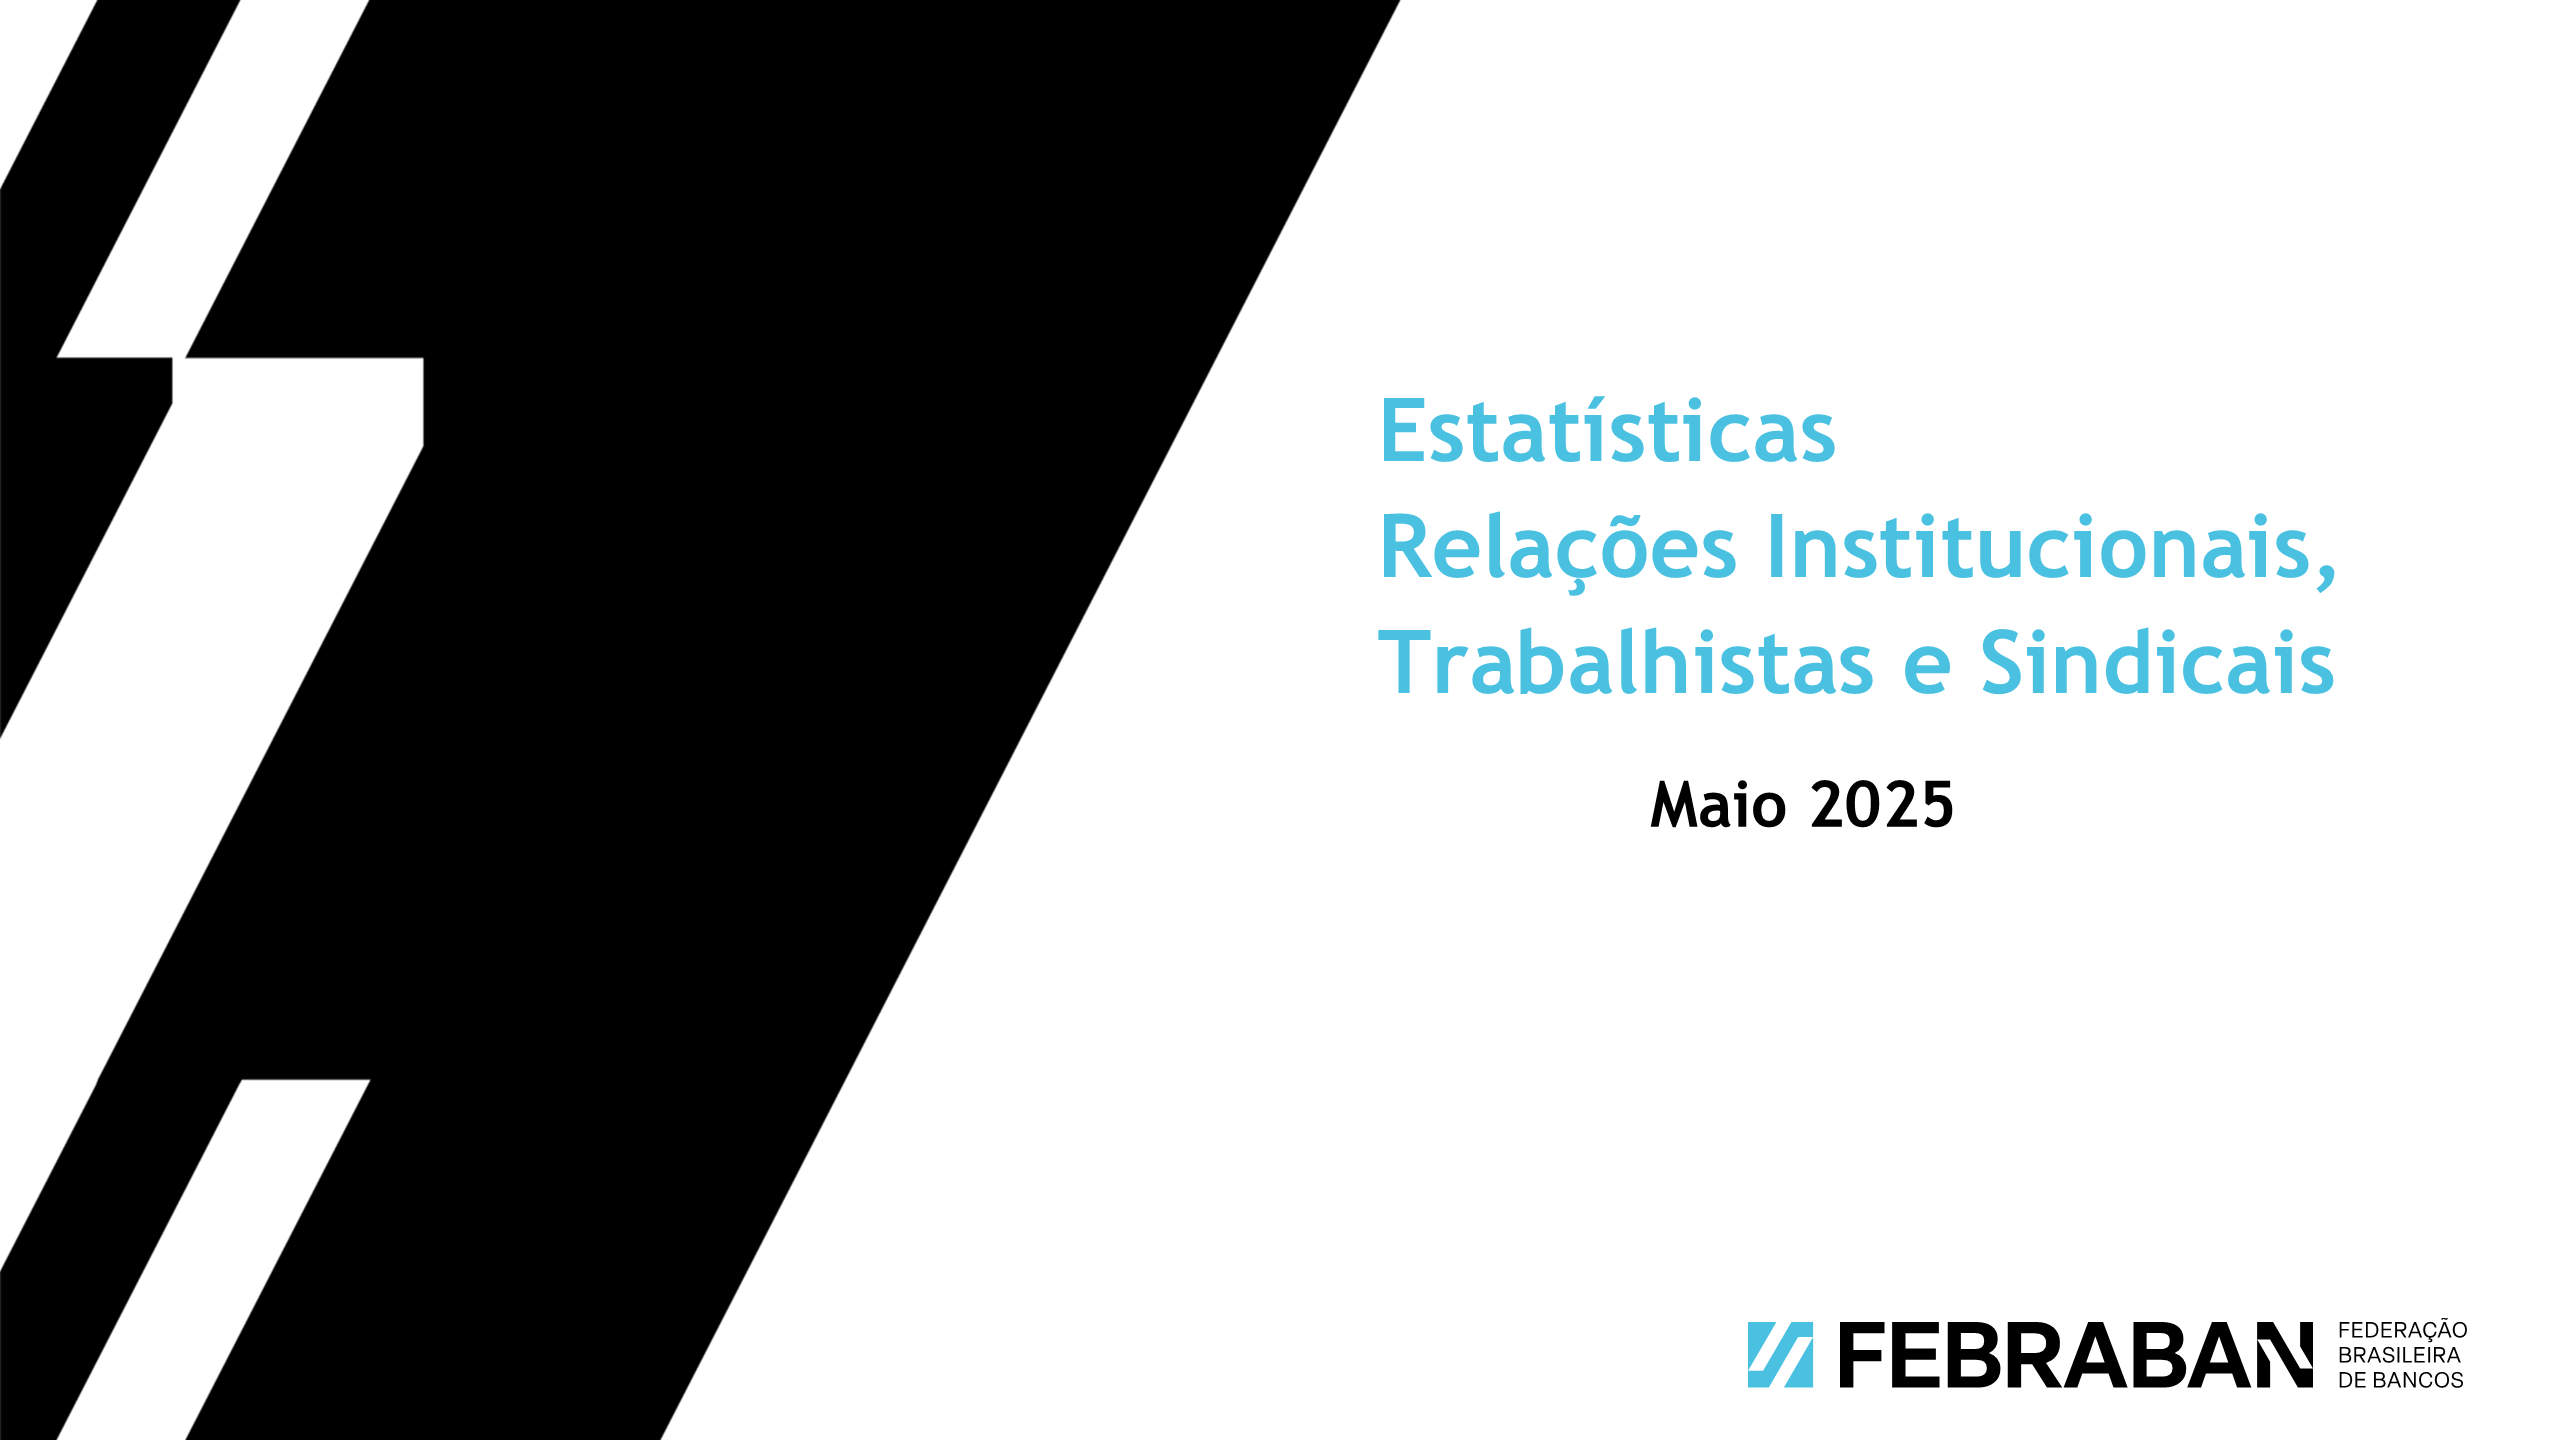 Estatísticas
Relações Institucionais,
Trabalhistas e Sindicais
Maio 2025
FEBRABAN
FEDERAÇÃO
BRASILEIRA
DE BANCOS